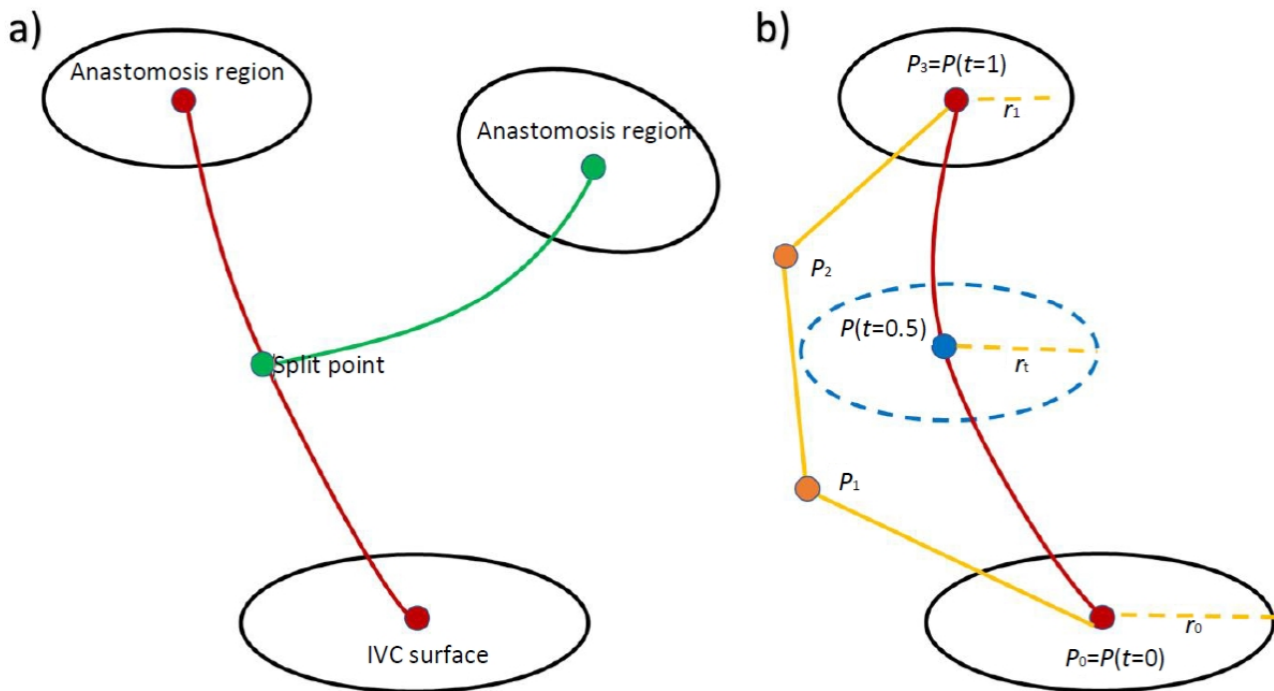 a)
Anastomosis region
Anastomosis region
Split point
IVC surface
b)
P3=P(t=1)
r1
P2
P(t=0.5)
rt
P1
r0
P0=P(t=0)